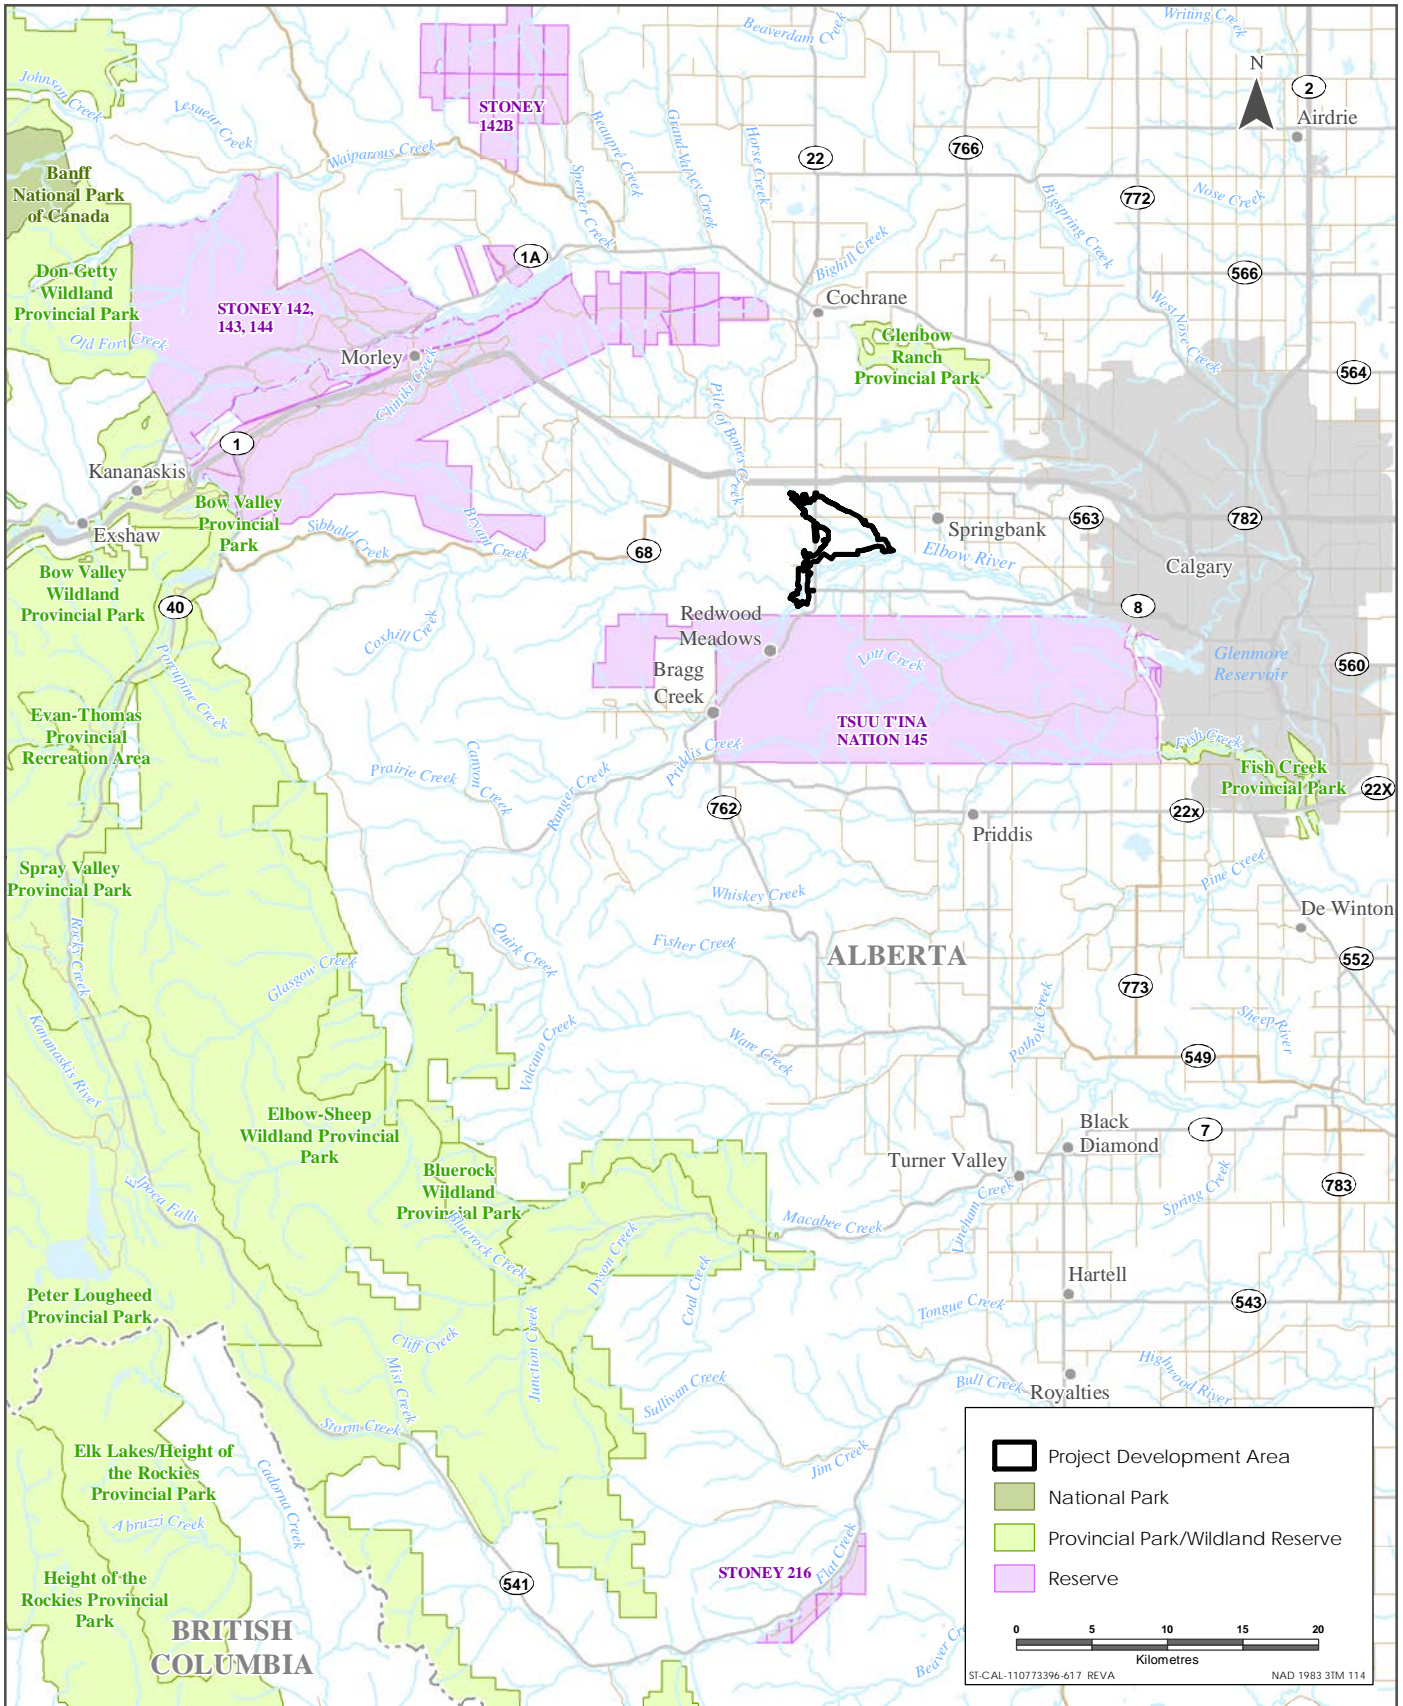 Writing Creek
Beaverdam Creek
N
2
Airdrie
Johnson Creek
Lesueur Creek
STONEY
142B
Beaupré Creek
Grand Valley Creek
Horse Creek
22
766
Waiparous Creek
Spencer Creek
Bigspring Creek
772
Nose Creek
Banff
National Park
of Canada
1A
Bighill Creek
566
Don Getty
Wildland
Provincial Park
STONEY 142,
143, 144
Cochrane
West Nose Creek
Old Fort Creek
Morley
Chiniki Creek
Glenbow
Ranch
Provincial Park
564
Pile of Bones Creek
1
Kananaskis
Bow Valley
Provincial
Park
Exshaw
Sibbald Creek
Bryant Creek
68
Springbank
563
782
Elbow River
Calgary
Bow Valley
Wildland
Provincial Park
40
8
Redwood
Meadows
Coxhill Creek
Porcupine Creek
Lott Creek
Glenmore
Reservoir
560
Bragg
Creek
Evan-Thomas
Provincial
Recreation Area
TSUU T'INA
NATION 145
Priddis Creek
Fish Creek
Fish Creek
Provincial Park
22X
Prairie Creek
Canyon Creek
Ranger Creek
762
22x
Priddis
Spray Valley
Provincial Park
Whiskey Creek
Pine Creek
De Winton
Rocky Creek
Quirk Creek
Fisher Creek
ALBERTA
552
Glasgow Creek
773
Kananaskis River
Volcano Creek
Ware Creek
Pothole Creek
Sheep River
549
Elbow-Sheep
Wildland Provincial
Park
Black
Diamond
7
Turner Valley
Bluerock
Wildland
Provincial Park
783
Elpoca Falls
Bluerock Creek
Dyson Creek
Macabee Creek
Lineham Creek
Spring Creek
Coal Creek
Hartell
Peter Lougheed
Provincial Park
Tongue Creek
543
Cliff Creek
Mist Creek
Junction Creek
Sullivan Creek
Bull Creek
Highwood River
Royalties
Storm Creek
Elk Lakes/Height of
the Rockies
Provincial Park
Cadorna Creek
Jim Creek
Abruzzi Creek
Height of the
Rockies Provincial
Park
541
STONEY 216
Flat Creek
BRITISH
COLUMBIA
Beaver Cre
Project Development Area
National Park
Provincial Park/Wildland Reserve
Reserve
0 5 10 15 20
Kilometres
ST-CAL-110773396-617 REVA
NAD 1983 3TM 114